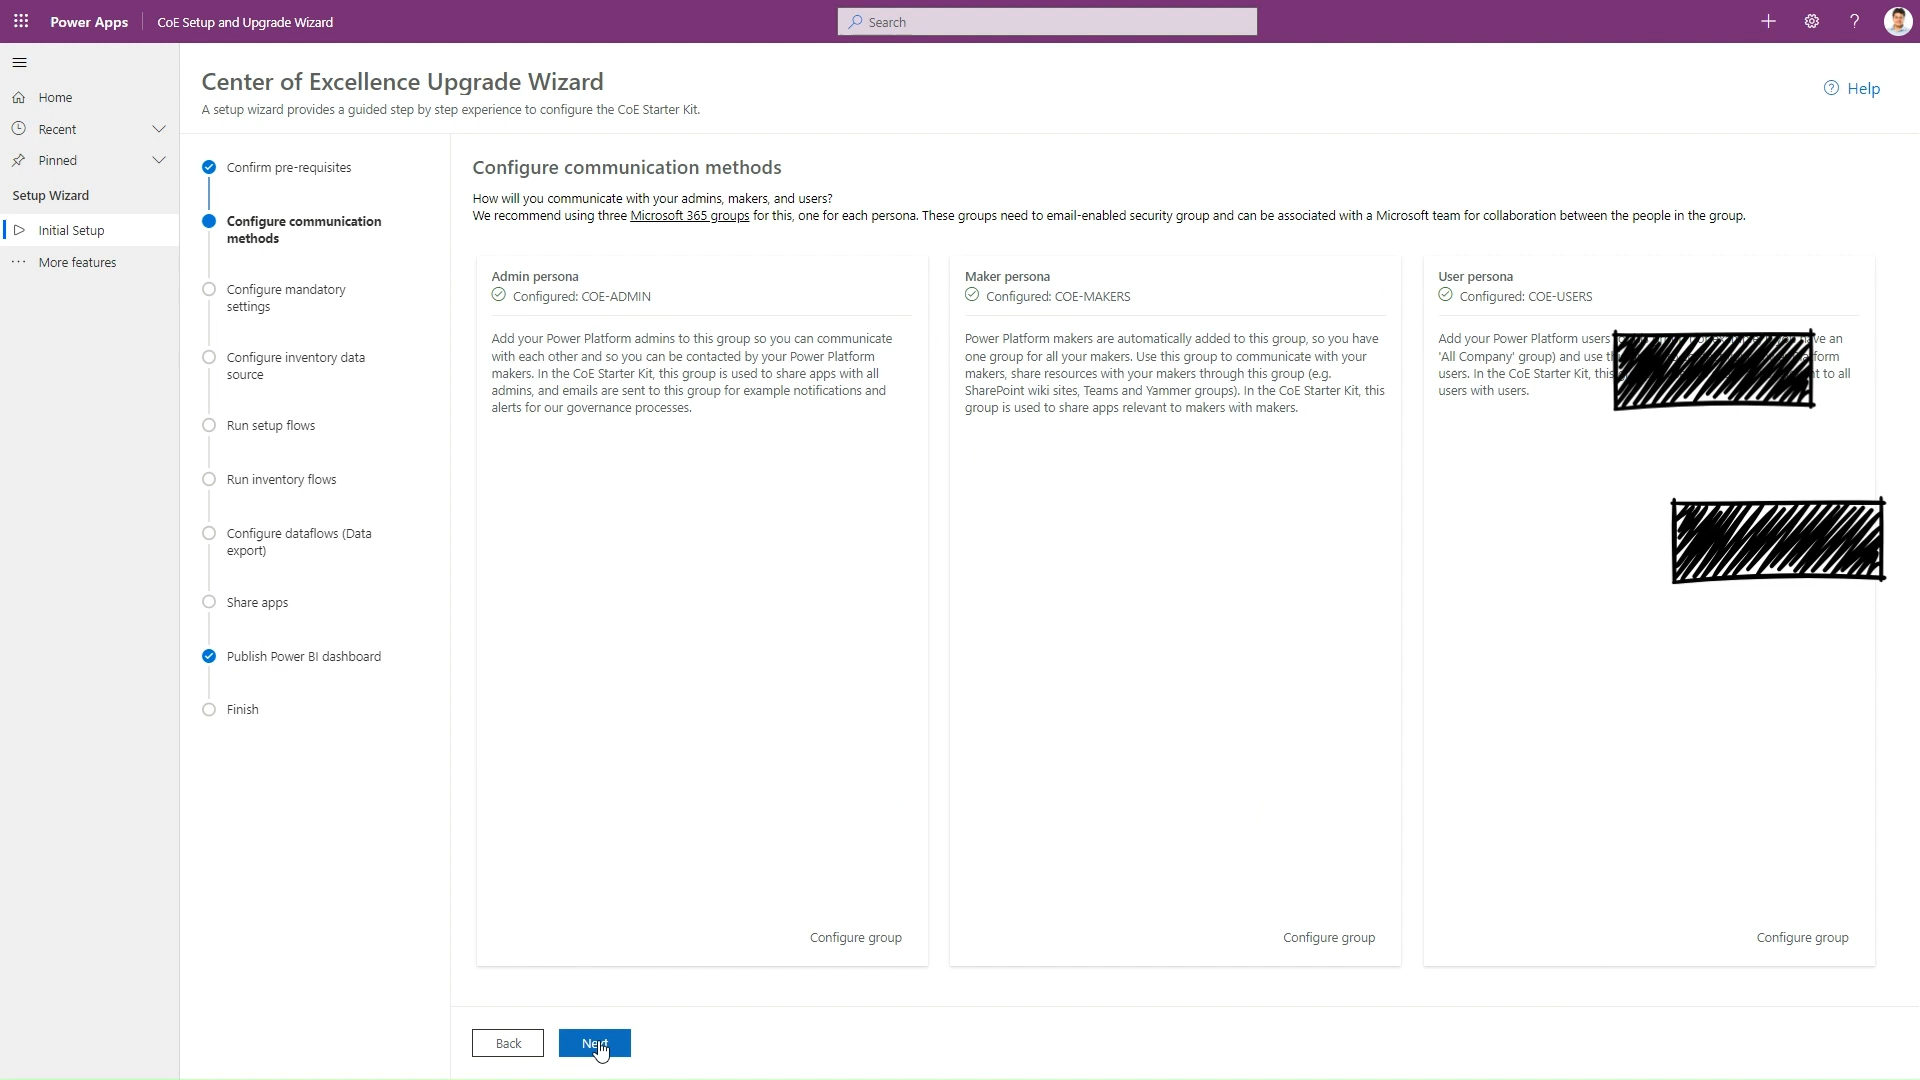 Power Apps
CoE Setup and Upgrade Wizard
Search
Home
Recent
Pinned
Setup Wizard
Initial Setup
More features
Center of Excellence Upgrade Wizard
A setup wizard provides a guided step by step experience to configure the CoE Starter Kit.
Help
Confirm pre-requisites
Configure communication
methods
Configure mandatory
settings
Configure inventory data
source
Run setup flows
Run inventory flows
Configure dataflows (Data
export)
Share apps
Publish Power BI dashboard
Finish
Configure communication methods
How will you communicate with your admins, makers, and users?
We recommend using three Microsoft 365 groups for this, one for each persona. These groups need to email-enabled security group and can be associated with a Microsoft team for collaboration between the people in the group.
Admin persona
Configured: COE-ADMIN
Add your Power Platform admins to this group so you can communicate
with each other and so you can be contacted by your Power Platform
makers. In the CoE Starter Kit, this group is used to share apps with all
admins, and emails are sent to this group for example notifications and
alerts for our governance processes.
Configure group
Maker persona
Configured: COE-MAKERS
Power Platform makers are automatically added to this group, so you have
one group for all your makers. Use this group to communicate with your
makers, share resources with your makers through this group (e.g.
SharePoint wiki sites, Teams and Yammer groups). In the CoE Starter Kit, this
group is used to share apps relevant to makers with makers.
Configure group
User persona
Configured: COE-USERS
Add your Power Platform users an
'All Company' group) and use
users. In the CoE Starter Kit, this to all
users with users.
Configure group
Back
Next